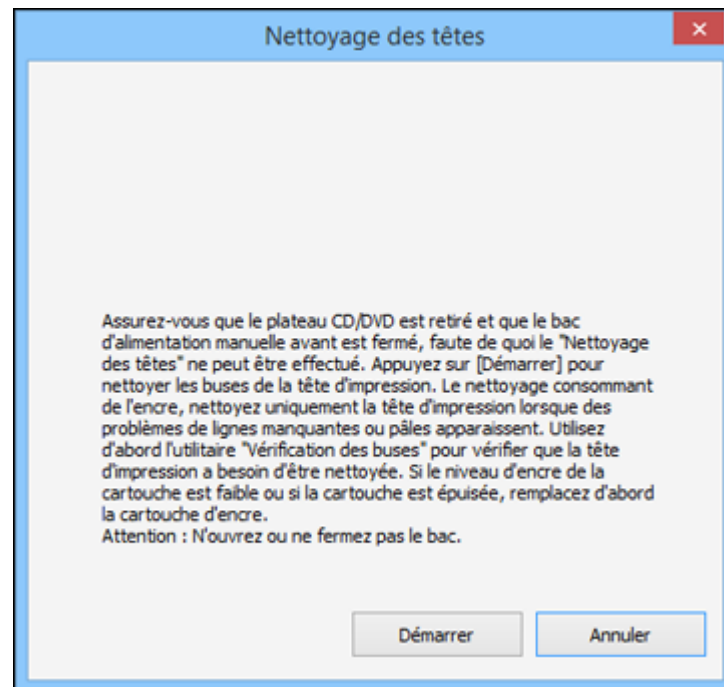 Nettoyage des têtes
Assurez-vous que le plateau CD/DVD est retiré et que le bac
d'alimentation manuelle avant est fermé, faute de quoi le "Nettoyage
des têtes" ne peut être effectué. Appuyez sur [Démarrer] pour
nettoyer les buses de la tête d'impression. Le nettoyage consommant
de l'encre, nettoyez uniquement la tête d'impression lorsque des
problèmes de lignes manquantes ou pâles apparaissent. Utilisez
d'abord l'utilitaire "Vérification des buses" pour vérifier que la tête
d'impression a besoin d'être nettoyée. Si le niveau d'encre de la
cartouche est faible ou si la cartouche est épuisée, remplacez d'abord
la cartouche d'encre.
Attention : N'ouvrez ou ne fermez pas le bac.
Démarrer
Annuler